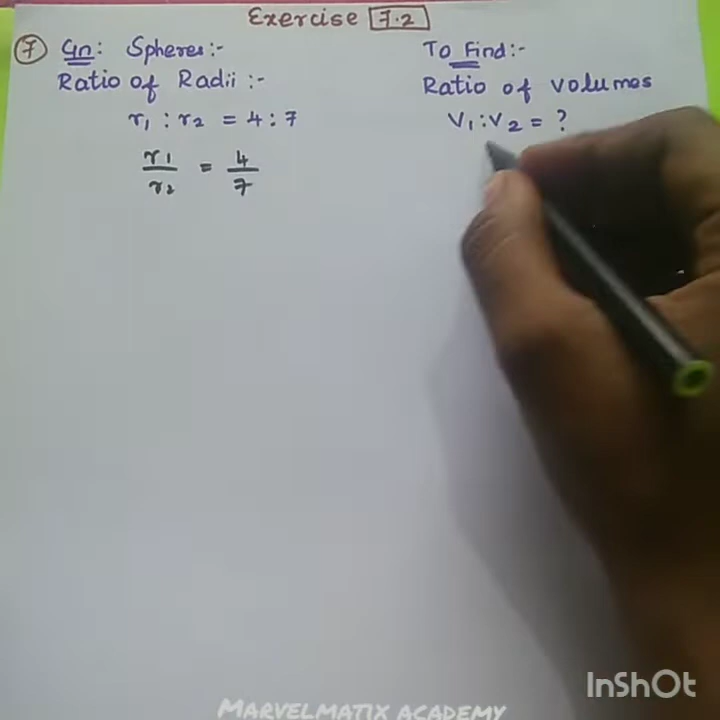 Exercise 7.2
7 Gn: Spheres:-
Ratio of Radii :-
r1 : r2 = 4 : 7
r1/r2 = 4/7
To Find:-
Ratio of volumes
V1 : V2 = ?
InShOt
MARVELMATIX ACADEMY